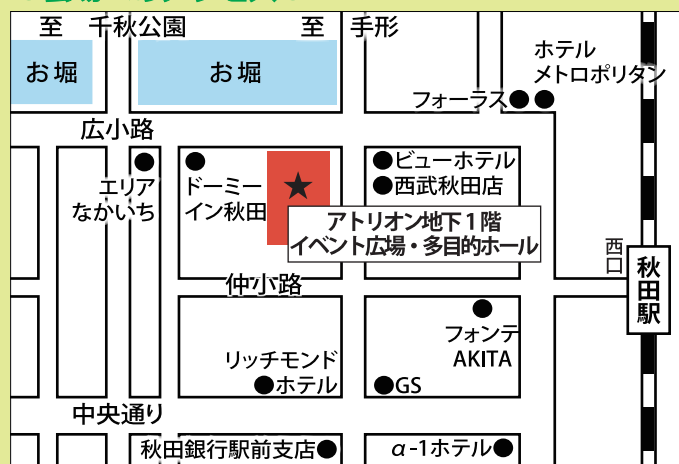 至 千秋公園
至 手形
お堀
お堀
ホテル
メトロポリタン
フォーラス
広小路
エリア
なかいち
ドーミー
イン秋田
ビューホテル
西武秋田店
アトリオン地下1階
イベント広場・多目的ホール
西口
秋田駅
仲小路
フォンテ
AKITA
リッチモンド
ホテル
GS
中央通り
秋田銀行駅前支店
α-1ホテル